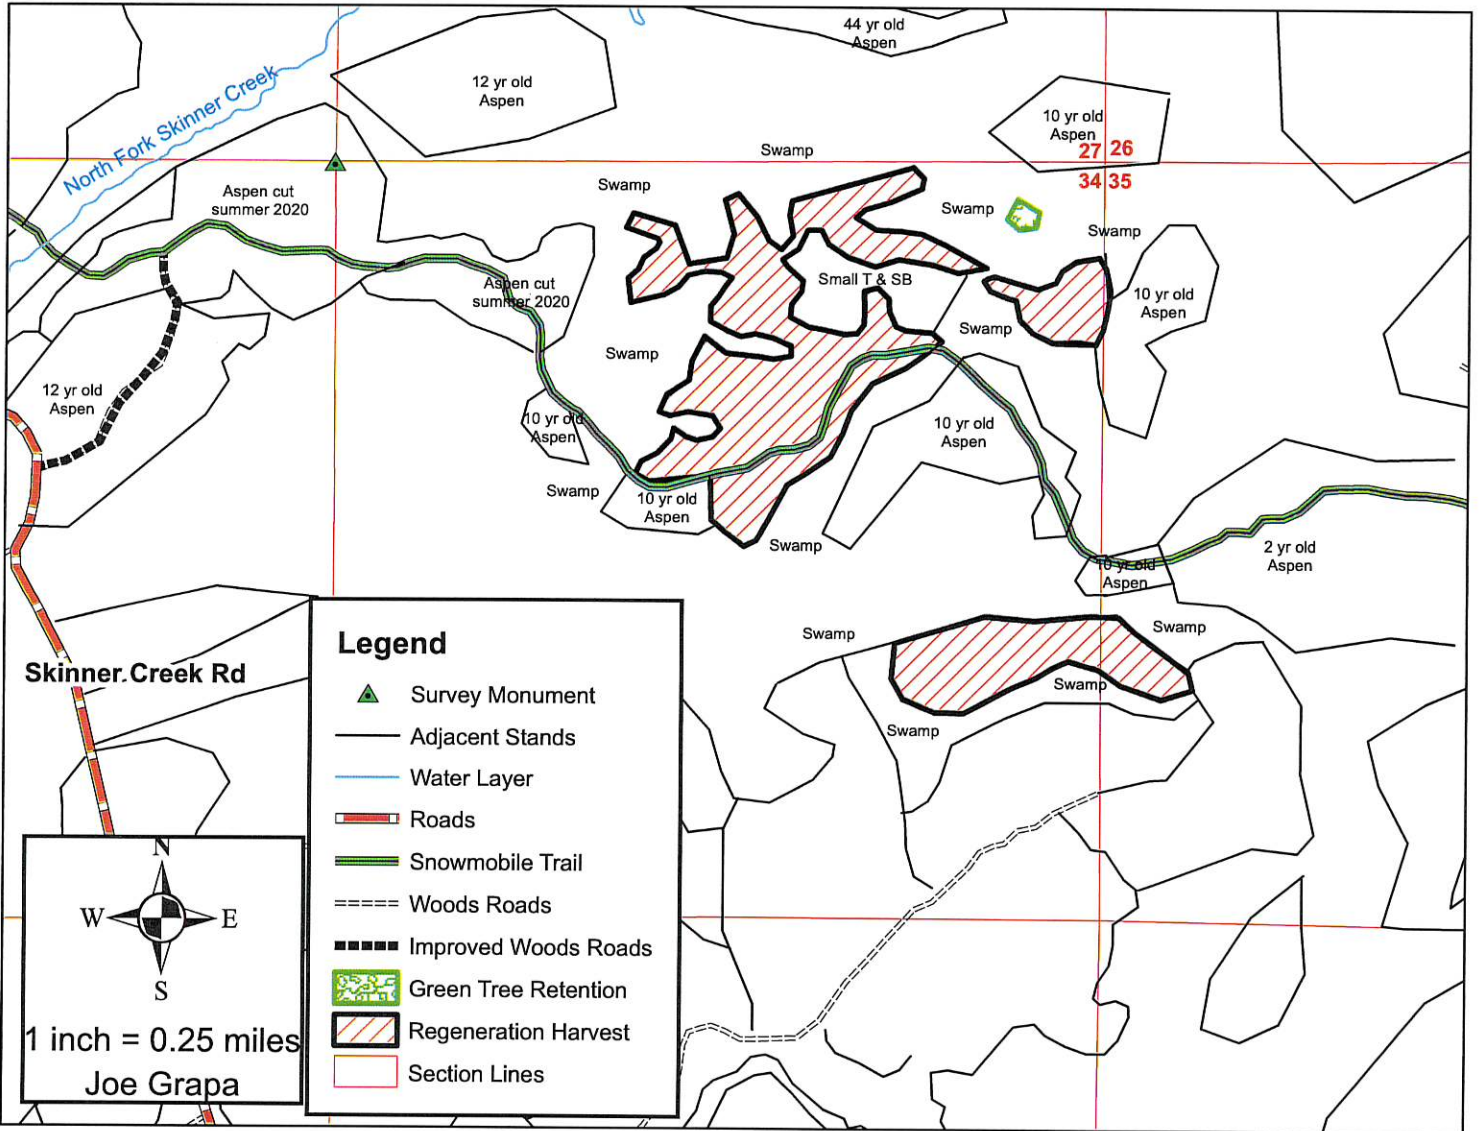 44 yr old
Aspen
12 yr old
Aspen
North Fork Skinner Creek
10 yr old
Aspen
27 26
34 35
Swamp
Swamp
Aspen cut
summer 2020
Swamp
Swamp
Small T & SB
Aspen cut
summer 2020
10 yr old
Aspen
Swamp
Swamp
12 yr old
Aspen
10 yr old
Aspen
10 yr old
Aspen
Swamp
10 yr old
Aspen
Swamp
2 yr old
Aspen
10 yr old
Aspen
Swamp
Swamp
Swamp
Swamp
Skinner.Creek Rd
Legend
Survey Monument
Adjacent Stands
Water Layer
Roads
Snowmobile Trail
Woods Roads
Improved Woods Roads
Green Tree Retention
Regeneration Harvest
Section Lines
N
W E
S
1 inch = 0.25 miles
Joe Grapa